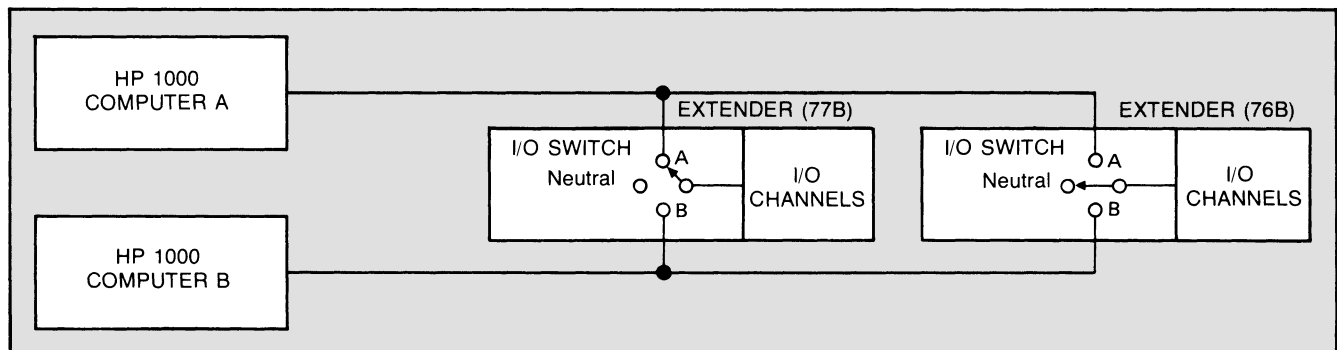 HP 1000
COMPUTER A
EXTENDER (77B)
I/O SWITCH
Neutral
A
B
I/O
CHANNELS
EXTENDER (76B)
I/O SWITCH
Neutral
A
B
I/O
CHANNELS
HP 1000
COMPUTER B